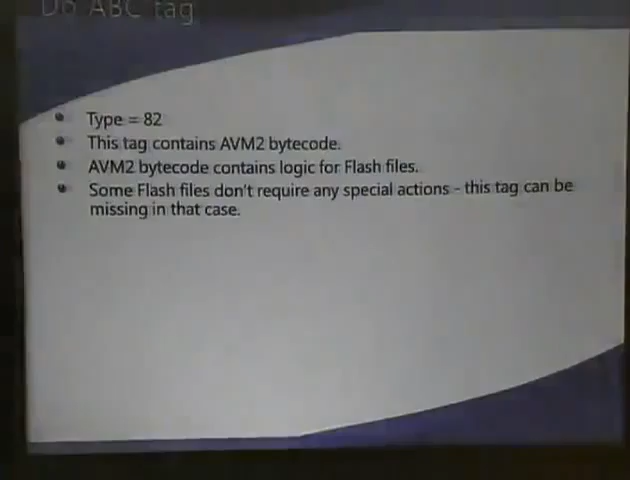 Do ABC tag
Type = 82
This tag contains AVM2 bytecode.
AVM2 bytecode contains logic for Flash files.
Some Flash files don't require any special actions - this tag can be
missing in that case.